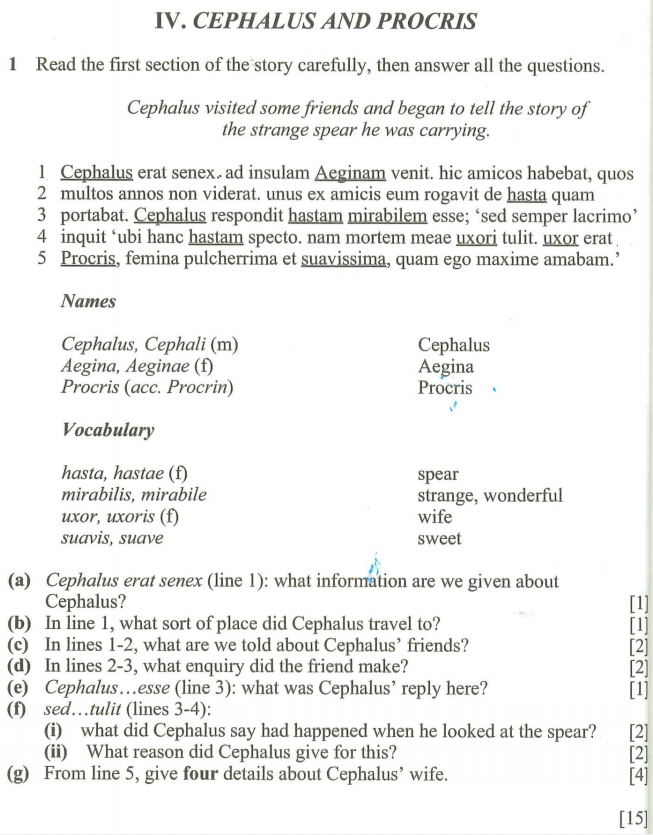 IV. CEPHALUS AND PROCRIS
1 Read the first section of the story carefully, then answer all the questions.
Cephalus visited some friends and began to tell the story of
the strange spear he was carrying.
1 Cephalus erat senex. ad insulam Aeginam venit. hic amicos habebat, quos
2 multos annos non viderat. unus ex amicis eum rogavit de hasta quam
3 portabat. Cephalus respondit hastam mirabilem esse; ‘sed semper lacrimo’
4 inquit ‘ubi hanc hastam specto. nam mortem meae uxori tulit. uxor erat
5 Procris, femina pulcherrima et suavissima, quam ego maxime amabam.’
Names
Cephalus, Cephali (m) Cephalus
Aegina, Aeginae (f) Aegina
Procris (acc. Procrin) Procris
Vocabulary
hasta, hastae (f) spear
mirabilis, mirabile strange, wonderful
uxor, uxoris (f) wife
suavis, suave sweet
(a) Cephalus erat senex (line 1): what information are we given about
Cephalus? [1]
(b) In line 1, what sort of place did Cephalus travel to? [1]
(c) In lines 1-2, what are we told about Cephalus’ friends? [2]
(d) In lines 2-3, what enquiry did the friend make? [2]
(e) Cephalus…esse (line 3): what was Cephalus’ reply here? [1]
(f) sed…tulit (lines 3-4):
(i) what did Cephalus say had happened when he looked at the spear? [2]
(ii) What reason did Cephalus give for this? [2]
(g) From line 5, give four details about Cephalus’ wife. [4]
[15]